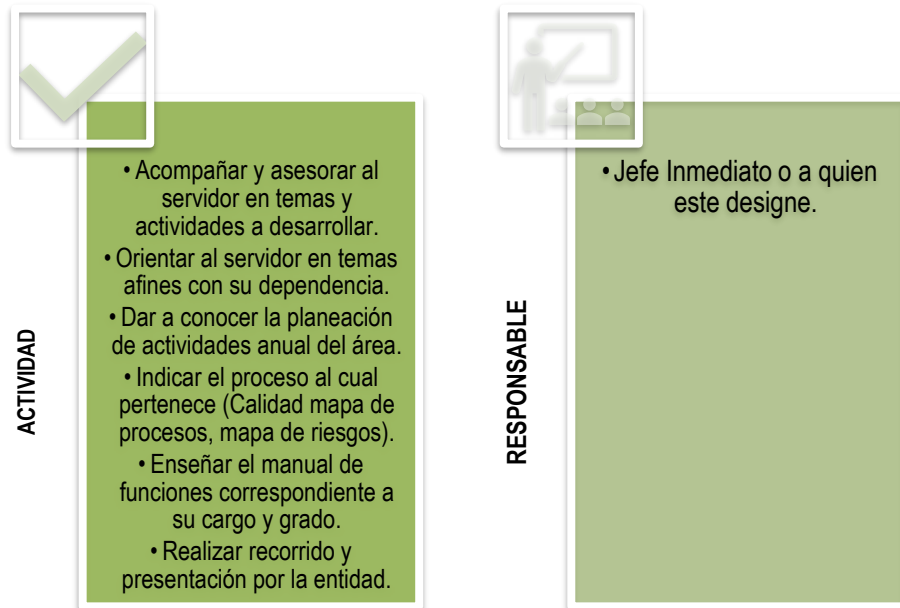 ACTIVIDAD
• Acompañar y asesorar al
servidor en temas y
actividades a desarrollar.
• Orientar al servidor en temas
afines con su dependencia.
• Dar a conocer la planeación
de actividades anual del área.
• Indicar el proceso al cual
pertenece (Calidad mapa de
procesos, mapa de riesgos).
• Enseñar el manual de
funciones correspondiente a
su cargo y grado.
• Realizar recorrido y
presentación por la entidad.
RESPONSABLE
• Jefe Inmediato o a quien
este designe.